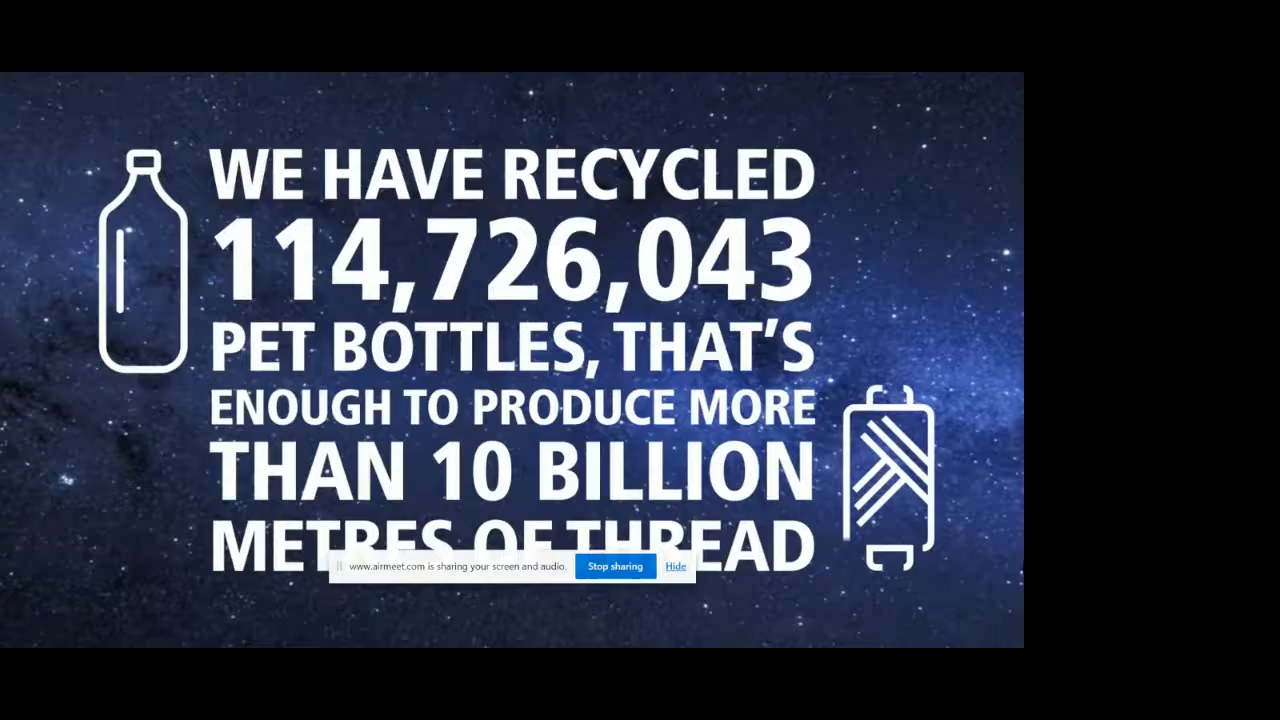 WE HAVE RECYCLED
114,726,043
PET BOTTLES, THAT'S
ENOUGH TO PRODUCE MORE
THAN 10 BILLION
METRES OF THREAD
www.airmeet.com is sharing your screen and audio. Stop sharing Hide